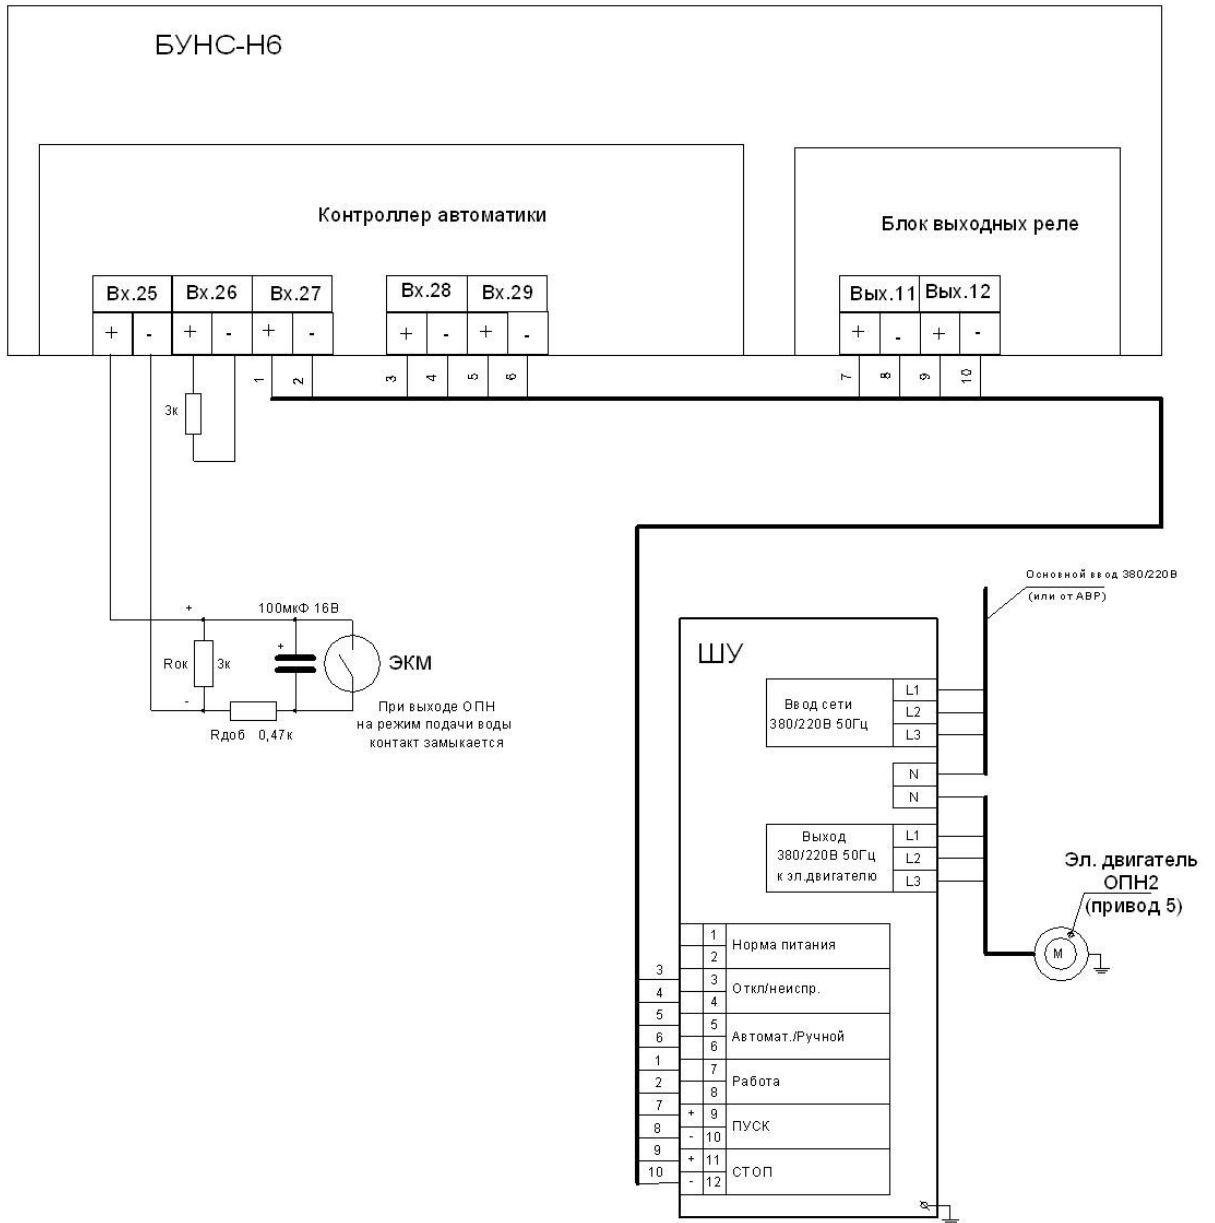 БУНС-Н6
Контроллер автоматики
Блок выходных реле
Вх.25 Вх.26 Вх.27 Вх.28 Вх.29 Вых.11 Вых.12
+ - + - + - + - + - + - + -
1 2 3 4 5 6 7 8 9 10
3к
Основной ввод 380/220В
(или от АВР)
+ 100мкФ 16В
ШУ
+
Rок 3к ЭКМ
-
Rдоб 0,47к
При выходе ОПН
на режим подачи воды
контакт замыкается
Ввод сети
380/220В 50Гц
L1
L2
L3
N
N
Выход
380/220В 50Гц
к эл.двигателю
L1
L2
L3
Эл. двигатель
ОПН2
(привод 5)
М
1
2
Норма питания
3 3
4 4
Откл/неиспр.
5 5
6 6
Автомат./Ручной
1 7
2 8
Работа
7 + 9
8 - 10
ПУСК
9 + 11
10 - 12
СТОП